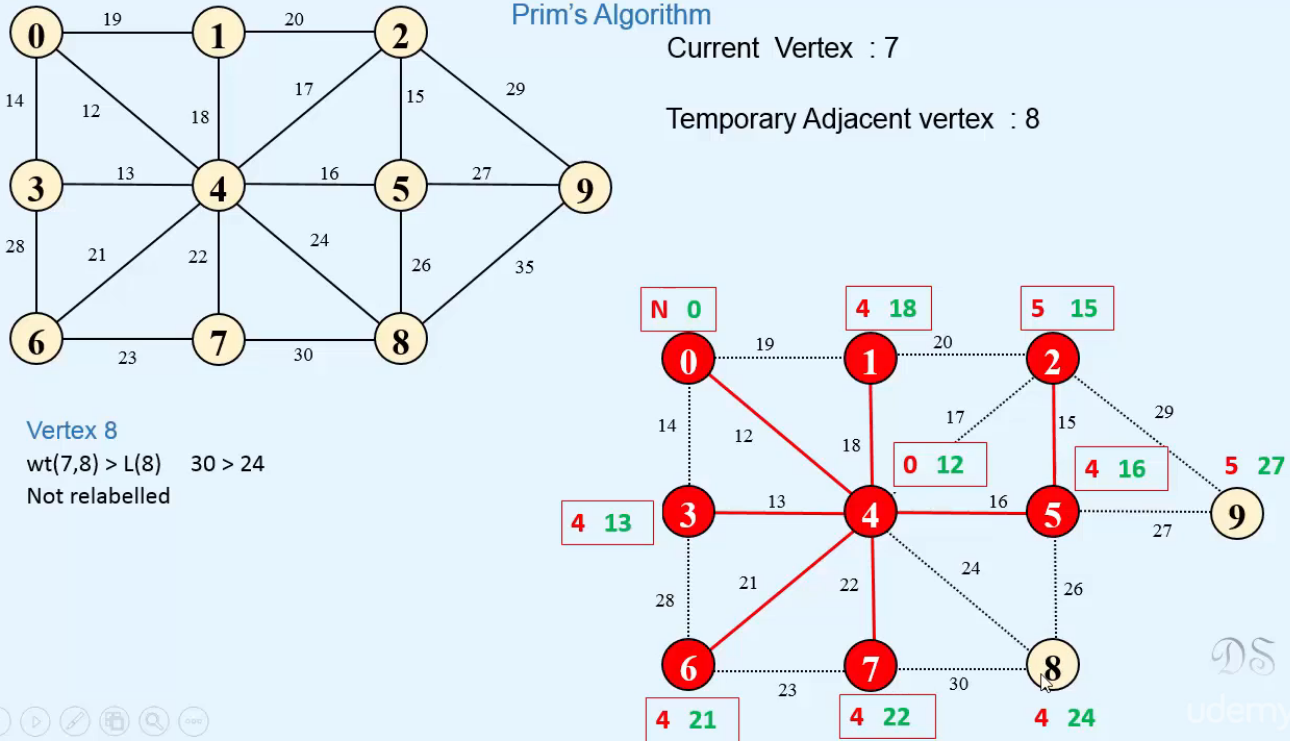 Prim's Algorithm
Current Vertex : 7
Temporary Adjacent vertex : 8
0 19 1 20 2
14 12 18 17 15 29
3 13 4 16 5 27 9
28 21 22 24 26 35
6 23 7 30 8
Vertex 8
wt(7,8) > L(8) 30 > 24
Not relabelled
N 0 4 18 5 15
0 19 1 20 2
14 12 18 17 15 29
0 12 4 16 5 27
4 13 3 13 4 16 5 27 9
28 21 22 24 26
6 23 7 30 8
4 21 4 22 4 24
DS
udemy